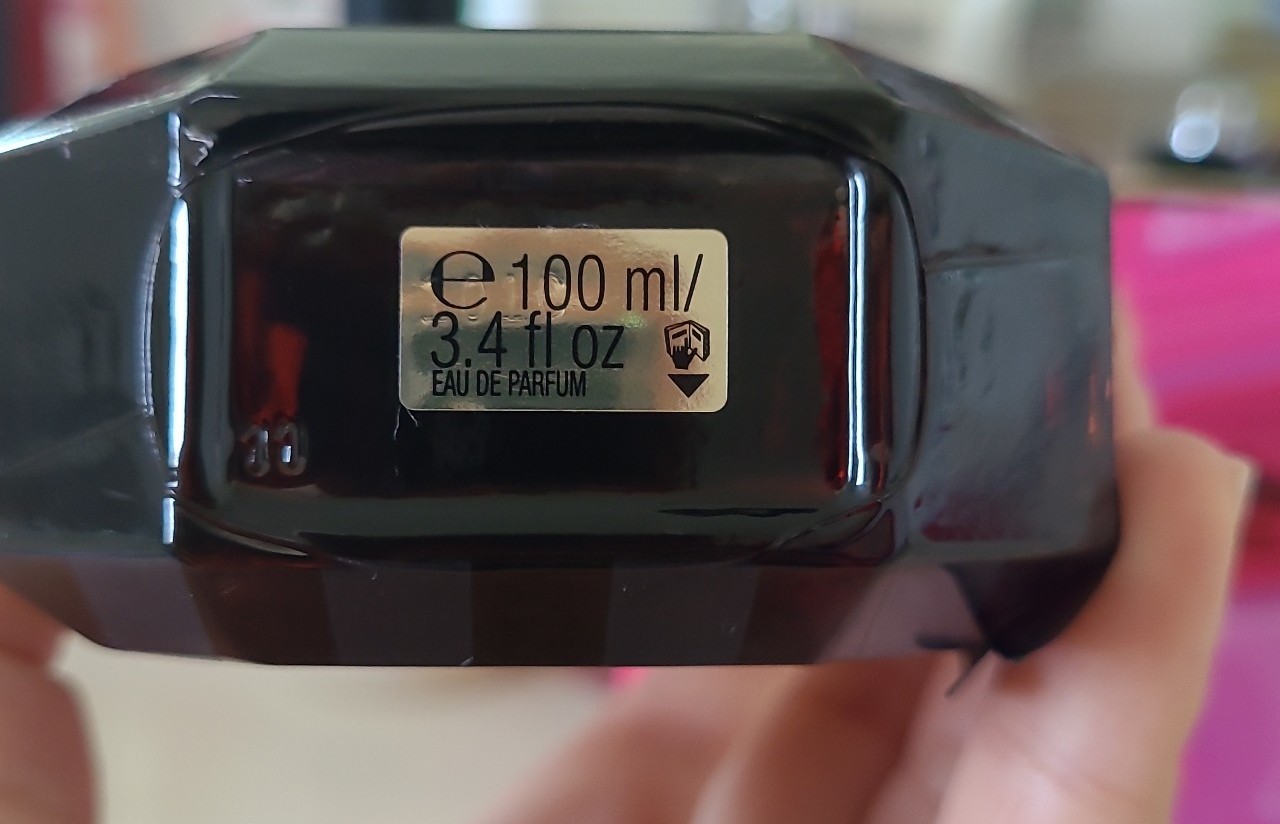 ℮ 100 ml/
3.4 fl oz
EAU DE PARFUM